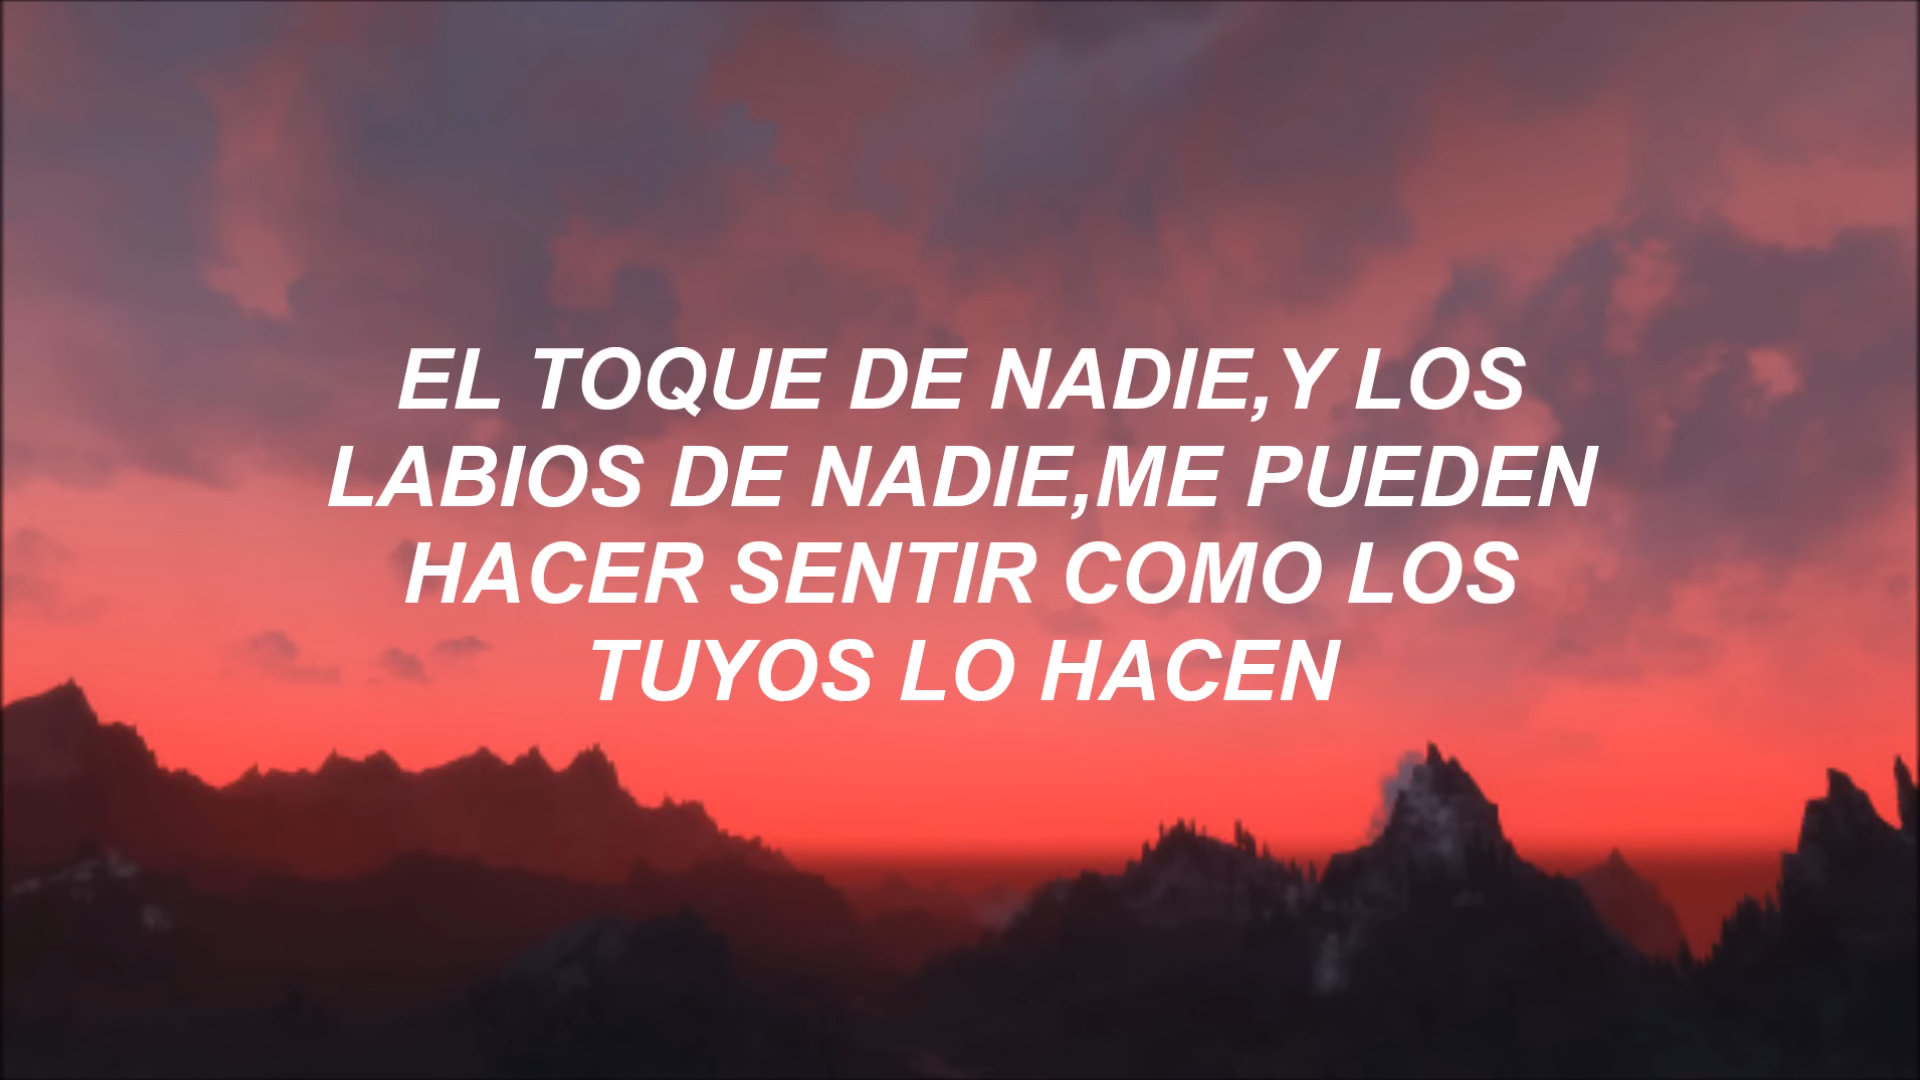 EL TOQUE DE NADIE,Y LOS
LABIOS DE NADIE,ME PUEDEN
HACER SENTIR COMO LOS
TUYOS LO HACEN